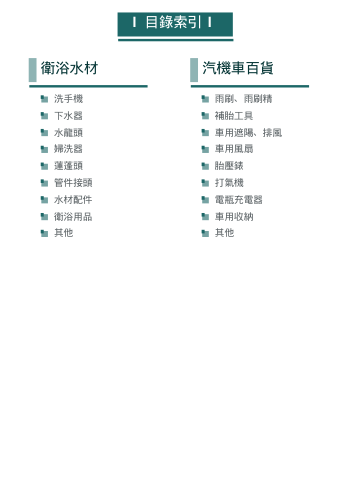 I 目錄索引 I
衛浴水材
洗手機
下水器
水龍頭
婦洗器
蓮蓬頭
管件接頭
水材配件
衛浴用品
其他
汽機車百貨
雨刷、雨刷精
補胎工具
車用遮陽、排風
車用風扇
胎壓錶
打氣機
電瓶充電器
車用收納
其他